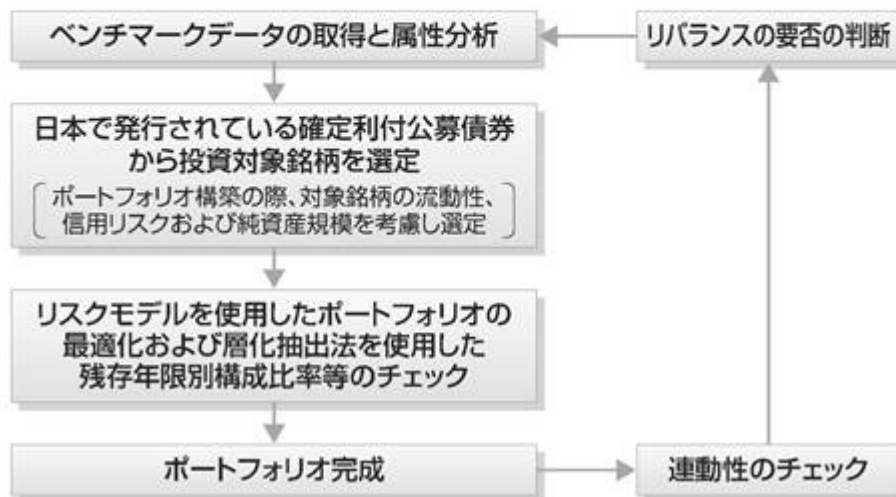 ベンチマークデータの取得と属性分析
リバランスの要否の判断
日本で発行されている確定利付公募債券
から投資対象銘柄を選定
ポートフォリオ構築の際、対象銘柄の流動性、
信用リスクおよび純資産規模を考慮し選定
リスクモデルを使用したポートフォリオの
最適化および層化抽出法を使用した
残存年限別構成比率等のチェック
ポートフォリオ完成
連動性のチェック